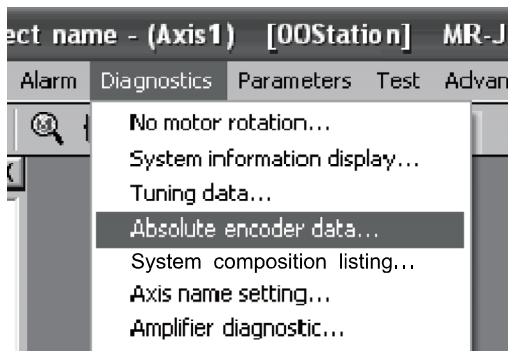 ect name - (Axis1) [00Station] MR-J
Alarm Diagnostics Parameters Test Advan
No motor rotation...
System information display...
Tuning data...
Absolute encoder data...
System composition listing...
Axis name setting...
Amplifier diagnostic...